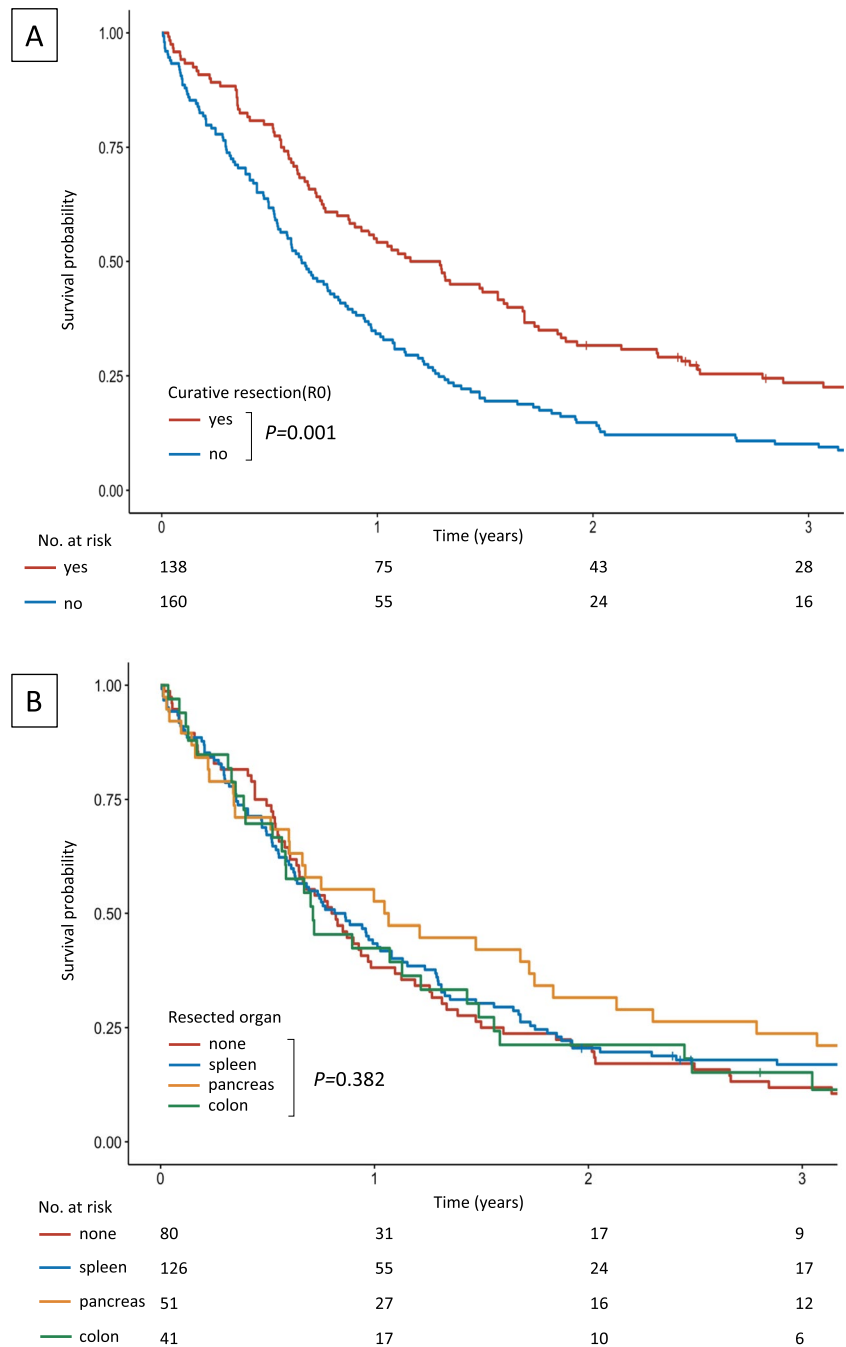 A
1.00
0.75
0.50
0.25
0.00
Survival probability
Curative resection(R0)
yes
no
P=0.001
0 1 2 3
Time (years)
No. at risk
yes 138 75 43 28
no 160 55 24 16
B
1.00
0.75
0.50
0.25
0.00
Survival probability
Resected organ
none
spleen
pancreas
colon
P=0.382
0 1 2 3
Time (years)
No. at risk
none 80 31 17 9
spleen 126 55 24 17
pancreas 51 27 16 12
colon 41 17 10 6